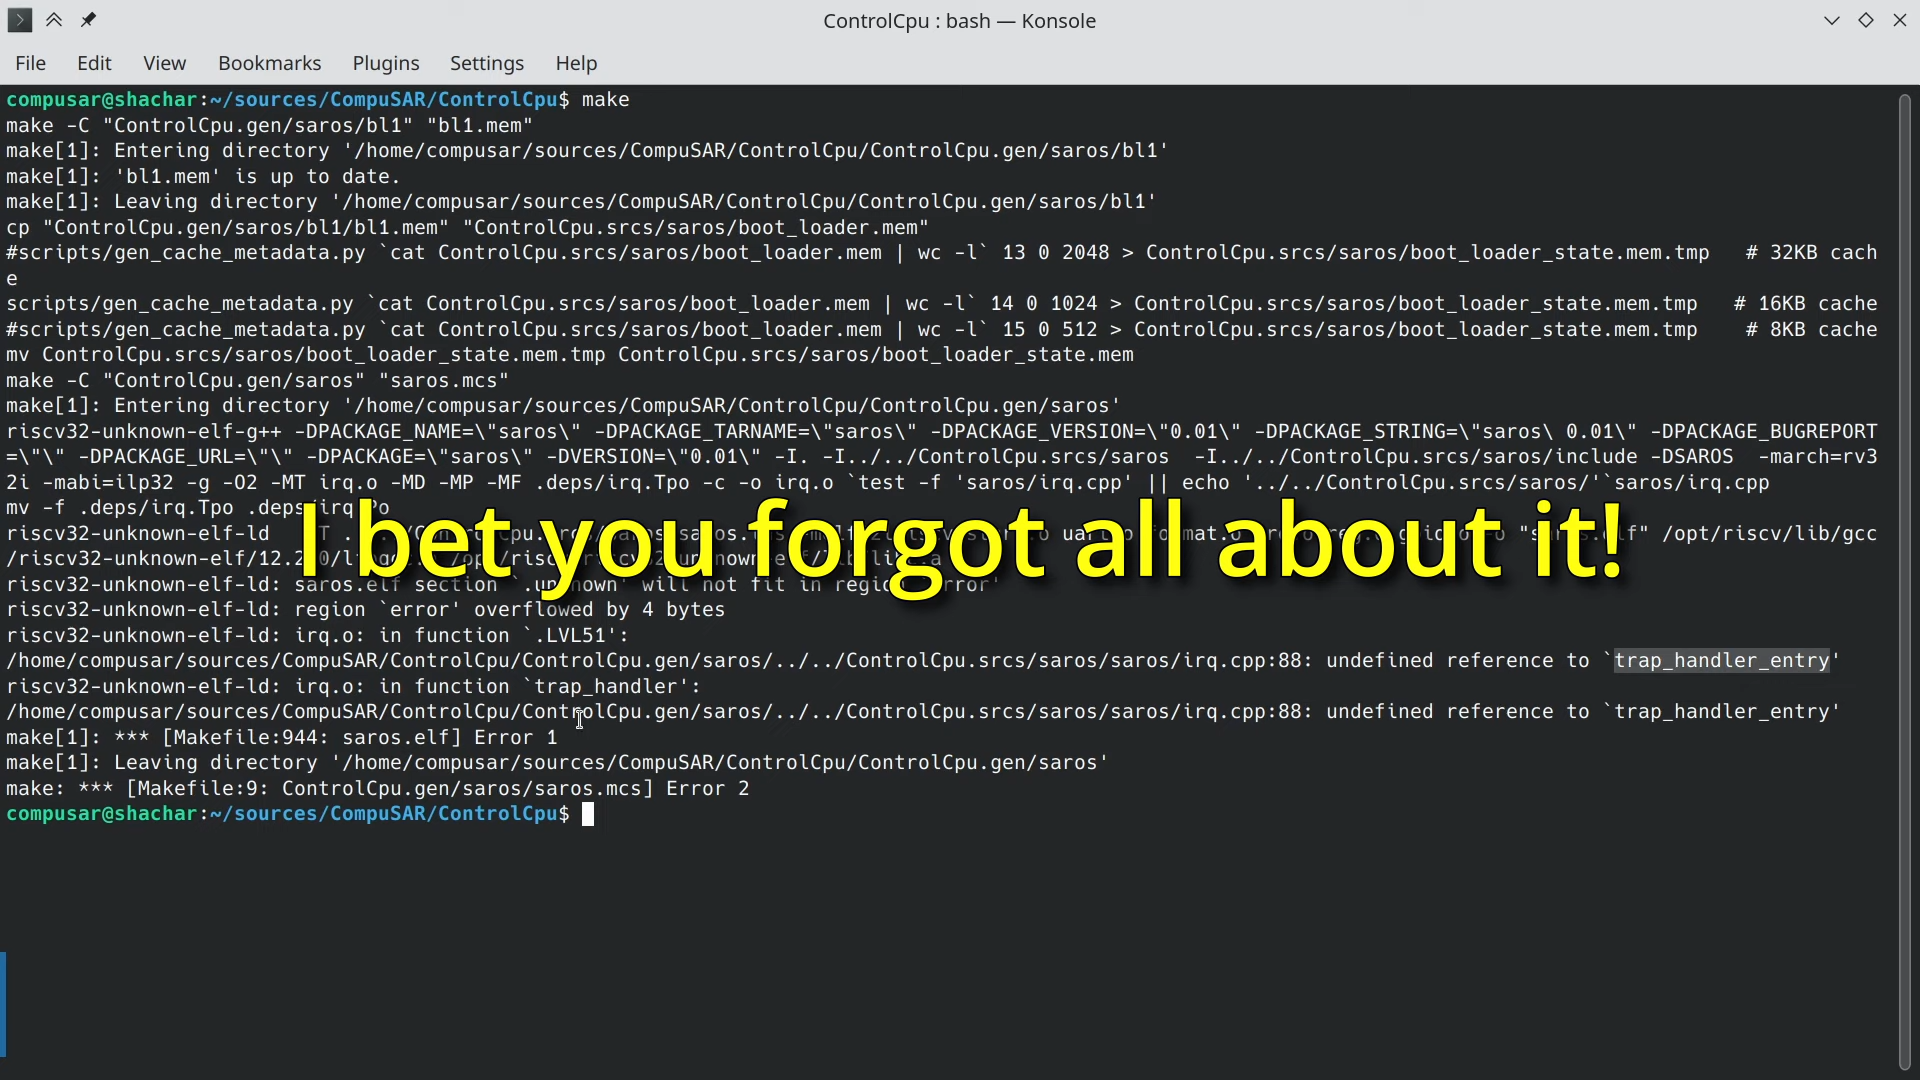 ControlCpu : bash — Konsole
File Edit View Bookmarks Plugins Settings Help
compusar@shachar:~/sources/CompuSAR/ControlCpu$ make
make -C "ControlCpu.gen/saros/bl1" "bl1.mem"
make[1]: Entering directory '/home/compusar/sources/CompuSAR/ControlCpu/ControlCpu.gen/saros/bl1'
make[1]: 'bl1.mem' is up to date.
make[1]: Leaving directory '/home/compusar/sources/CompuSAR/ControlCpu/ControlCpu.gen/saros/bl1'
cp "ControlCpu.gen/saros/bl1/bl1.mem" "ControlCpu.srcs/saros/boot_loader.mem"
#scripts/gen_cache_metadata.py `cat ControlCpu.srcs/saros/boot_loader.mem | wc -l` 13 0 2048 > ControlCpu.srcs/saros/boot_loader_state.mem.tmp   # 32KB cach
e
scripts/gen_cache_metadata.py `cat ControlCpu.srcs/saros/boot_loader.mem | wc -l` 14 0 1024 > ControlCpu.srcs/saros/boot_loader_state.mem.tmp   # 16KB cache
#scripts/gen_cache_metadata.py `cat ControlCpu.srcs/saros/boot_loader.mem | wc -l` 15 0 512 > ControlCpu.srcs/saros/boot_loader_state.mem.tmp    # 8KB cache
mv ControlCpu.srcs/saros/boot_loader_state.mem.tmp ControlCpu.srcs/saros/boot_loader_state.mem
make -C "ControlCpu.gen/saros" "saros.mcs"
make[1]: Entering directory '/home/compusar/sources/CompuSAR/ControlCpu/ControlCpu.gen/saros'
riscv32-unknown-elf-g++ -DPACKAGE_NAME=\"saros\" -DPACKAGE_TARNAME=\"saros\" -DPACKAGE_VERSION=\"0.01\" -DPACKAGE_STRING=\"saros\ 0.01\" -DPACKAGE_BUGREPORT
=\"\" -DPACKAGE_URL=\"\" -DPACKAGE=\"saros\" -DVERSION=\"0.01\" -I. -I../../ControlCpu.srcs/saros  -I../../ControlCpu.srcs/saros/include -DSAROS  -march=rv3
2i -mabi=ilp32 -g -O2 -MT irq.o -MD -MP -MF .deps/irq.Tpo -c -o irq.o `test -f 'saros/irq.cpp' || echo '../../ControlCpu.srcs/saros/'`saros/irq.cpp
mv -f .deps/irq.Tpo
riscv32-unknown-elf-ld /opt/riscv/lib/gcc
I bet you forgot all about it!
riscv32-unknown-elf-ld: saros.elf section will not fit in
riscv32-unknown-elf-ld: region `error' overflowed by 4 bytes
riscv32-unknown-elf-ld: irq.o: in function `.LVL51':
/home/compusar/sources/CompuSAR/ControlCpu/ControlCpu.gen/saros/../../ControlCpu.srcs/saros/saros/irq.cpp:88: undefined reference to `trap_handler_entry'
riscv32-unknown-elf-ld: irq.o: in function `trap_handler':
/home/compusar/sources/CompuSAR/ControlCpu/ControlCpu.gen/saros/../../ControlCpu.srcs/saros/saros/irq.cpp:88: undefined reference to `trap_handler_entry'
make[1]: *** [Makefile:944: saros.elf] Error 1
make[1]: Leaving directory '/home/compusar/sources/CompuSAR/ControlCpu/ControlCpu.gen/saros'
make: *** [Makefile:9: ControlCpu.gen/saros/saros.mcs] Error 2
compusar@shachar:~/sources/CompuSAR/ControlCpu$